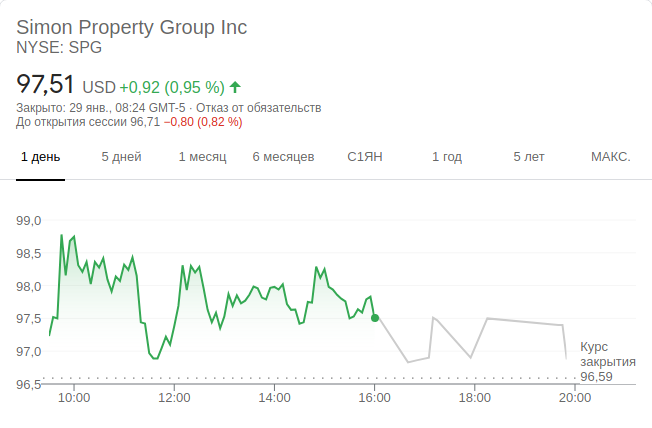 Simon Property Group Inc
NYSE: SPG
97,51 USD +0,92 (0,95 %)
Закрыто: 29 янв., 08:24 GMT-5 · Отказ от обязательств
До открытия сессии 96,71 −0,80 (0,82 %)
1 день 5 дней 1 месяц 6 месяцев С1ЯН 1 год 5 лет МАКС.
99,0
98,5
98,0
97,5
97,0
96,5
Курс
закрытия
96,59
10:00 12:00 14:00 16:00 18:00 20:00